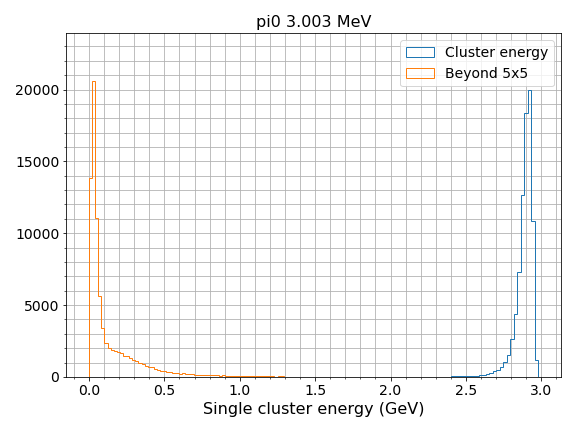 pi0 3.003 MeV
Cluster energy
Beyond 5x5
20000
15000
10000
5000
0
0.0 0.5 1.0 1.5 2.0 2.5 3.0
Single cluster energy (GeV)